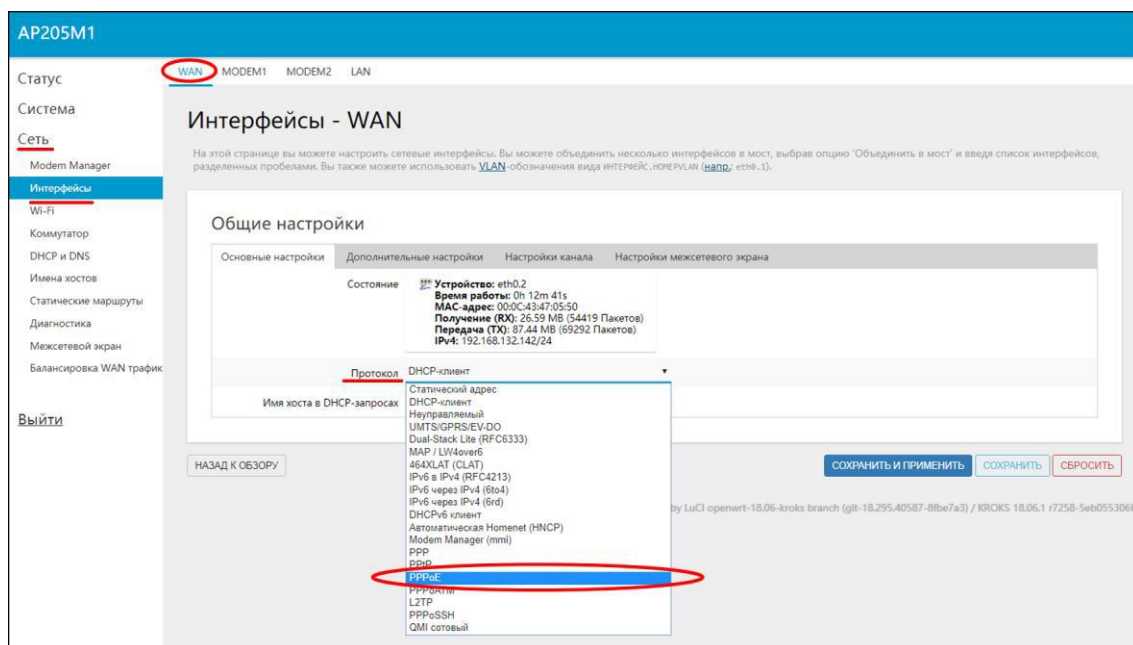 AP205M1
Статус
Система
Сеть
Modem Manager
Интерфейсы
Wi-Fi
Коммутатор
DHCP и DNS
Имена хостов
Статические маршруты
Диагностика
Межсетевой экран
Балансировка WAN трафик
Выйти
WAN MODEM1 MODEM2 LAN
Интерфейсы - WAN
На этой странице вы можете настроить сетевые интерфейсы. Вы можете объединить несколько интерфейсов в мост, выбрав опцию 'Объединить в мост' и введя список интерфейсов,
разделенных пробелами. Вы также можете использовать VLAN-обозначения вида ИНТЕРФЕЙС.НОМЕРVLAN (напр.: eth0.1).
Общие настройки
Основные настройки Дополнительные настройки Настройки канала Настройки межсетевого экрана
Состояние
Устройство: eth0.2
Время работы: 0h 12m 41s
MAC-адрес: 00:0C:43:47:05:50
Получение (RX): 26.59 MB (54419 Пакетов)
Передача (TX): 87.44 MB (69292 Пакетов)
IPv4: 192.168.132.142/24
Протокол DHCP-клиент
Имя хоста в DHCP-запросах
Статический адрес
DHCP-клиент
Неуправляемый
UMTS/GPRS/EV-DO
Dual-Stack Lite (RFC6333)
MAP / LW4over6
464XLAT (CLAT)
IPv6 в IPv4 (RFC4213)
IPv6 через IPv4 (6to4)
IPv6 через IPv4 (6rd)
DHCPv6 клиент
Автоматическая Homenet (HNCP)
Modem Manager (mmi)
PPP
PPtP
PPPoE
PPPoATM
L2TP
PPPoSSH
QMI сотовый
НАЗАД К ОБЗОРУ СОХРАНИТЬ И ПРИМЕНИТЬ СОХРАНИТЬ СБРОСИТЬ
by LuCI openwrt-18.06-kroks branch (git-18.295.40587-8fbe7a3) / KROKS 18.06.1 r7258-5eb055306